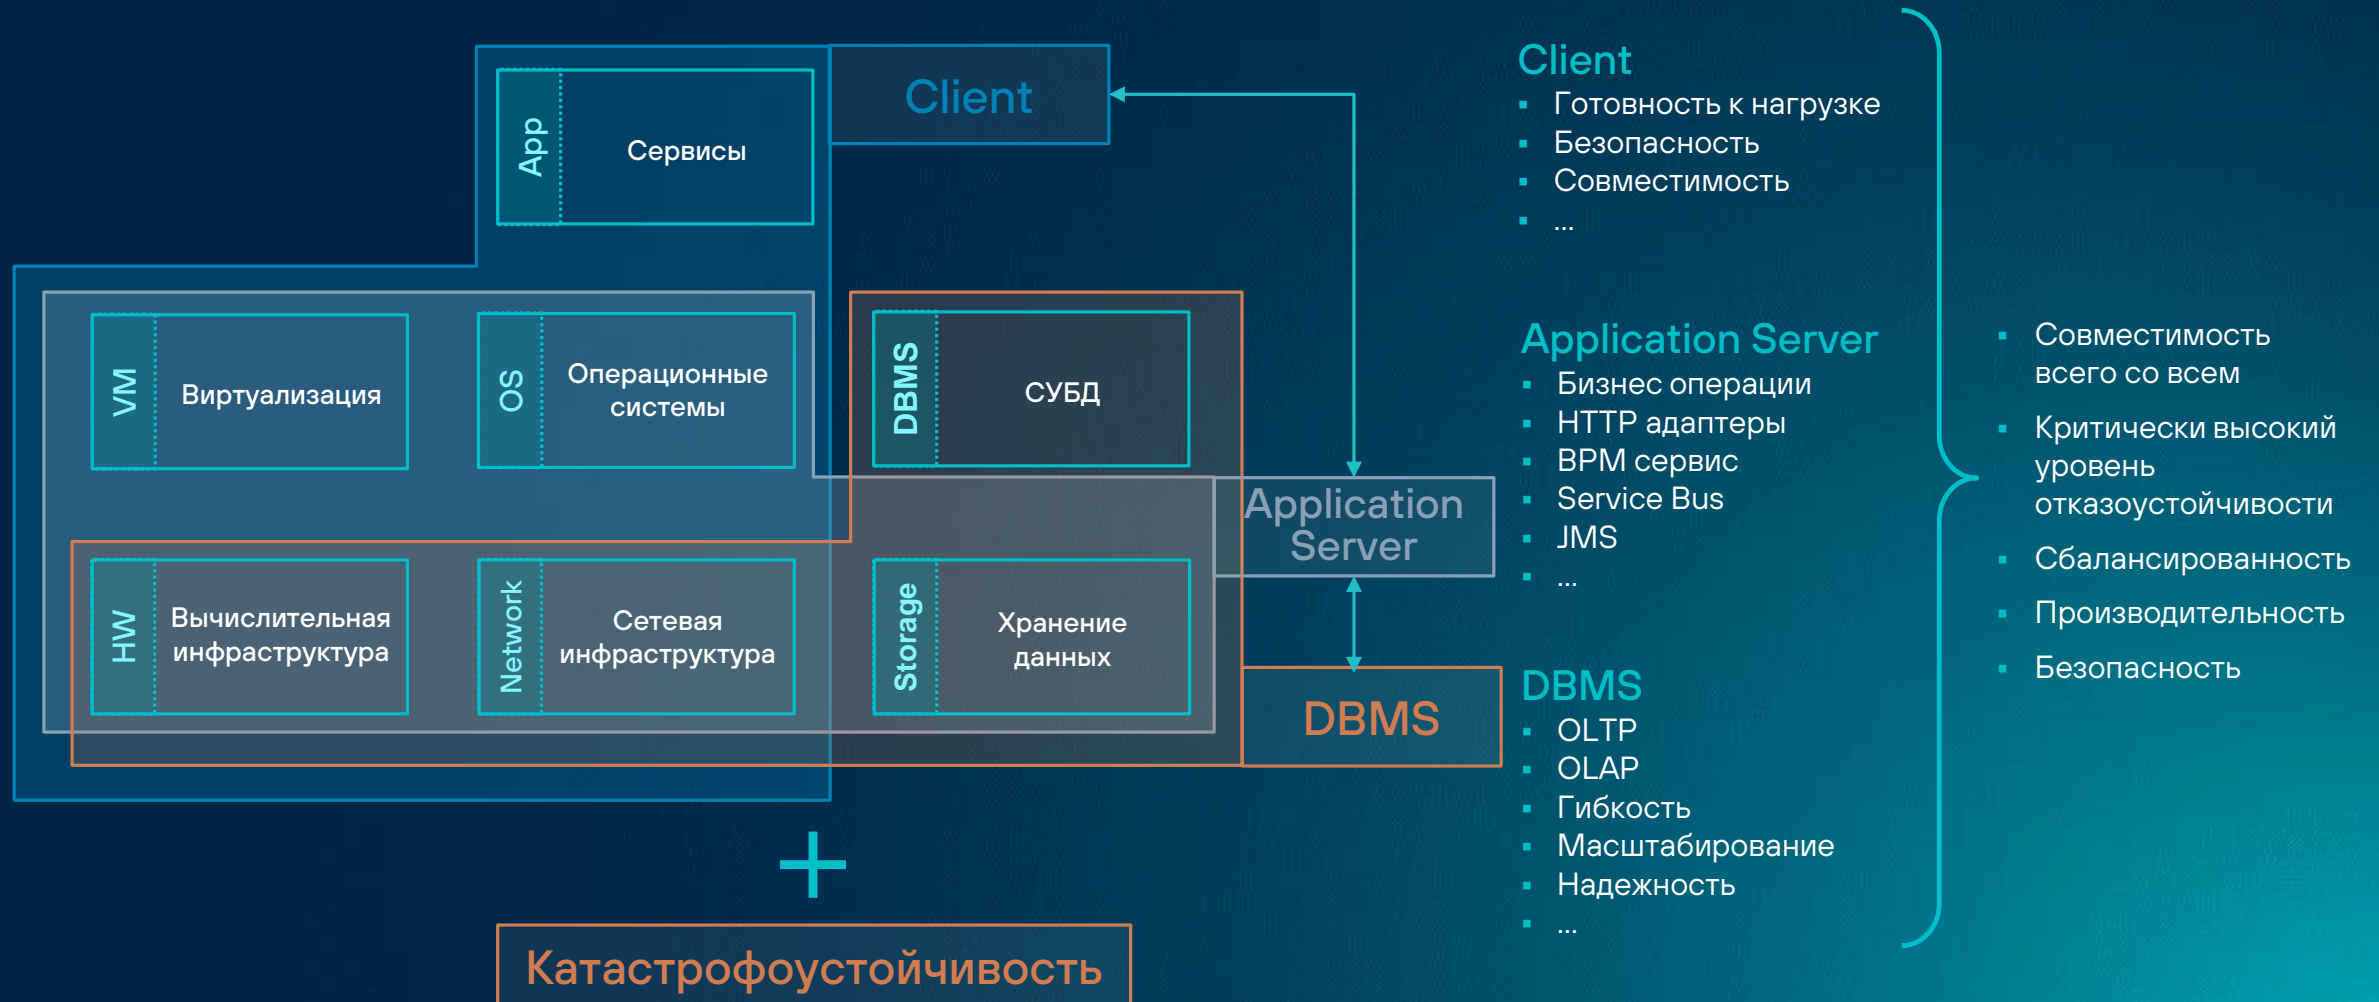 Client
App
Сервисы
VM
Виртуализация
OS
Операционные
системы
DBMS
СУБД
Application
Server
HW
Вычислительная
инфраструктура
Network
Сетевая
инфраструктура
Storage
Хранение
данных
DBMS
Катастрофоустойчивость
Client
Готовность к нагрузке
Безопасность
Совместимость
...
Application Server
Бизнес операции
HTTP адаптеры
BPM сервис
Service Bus
JMS
...
DBMS
OLTP
OLAP
Гибкость
Масштабирование
Надежность
...
Совместимость
всего со всем
Критически высокий
уровень
отказоустойчивости
Сбалансированность
Производительность
Безопасность